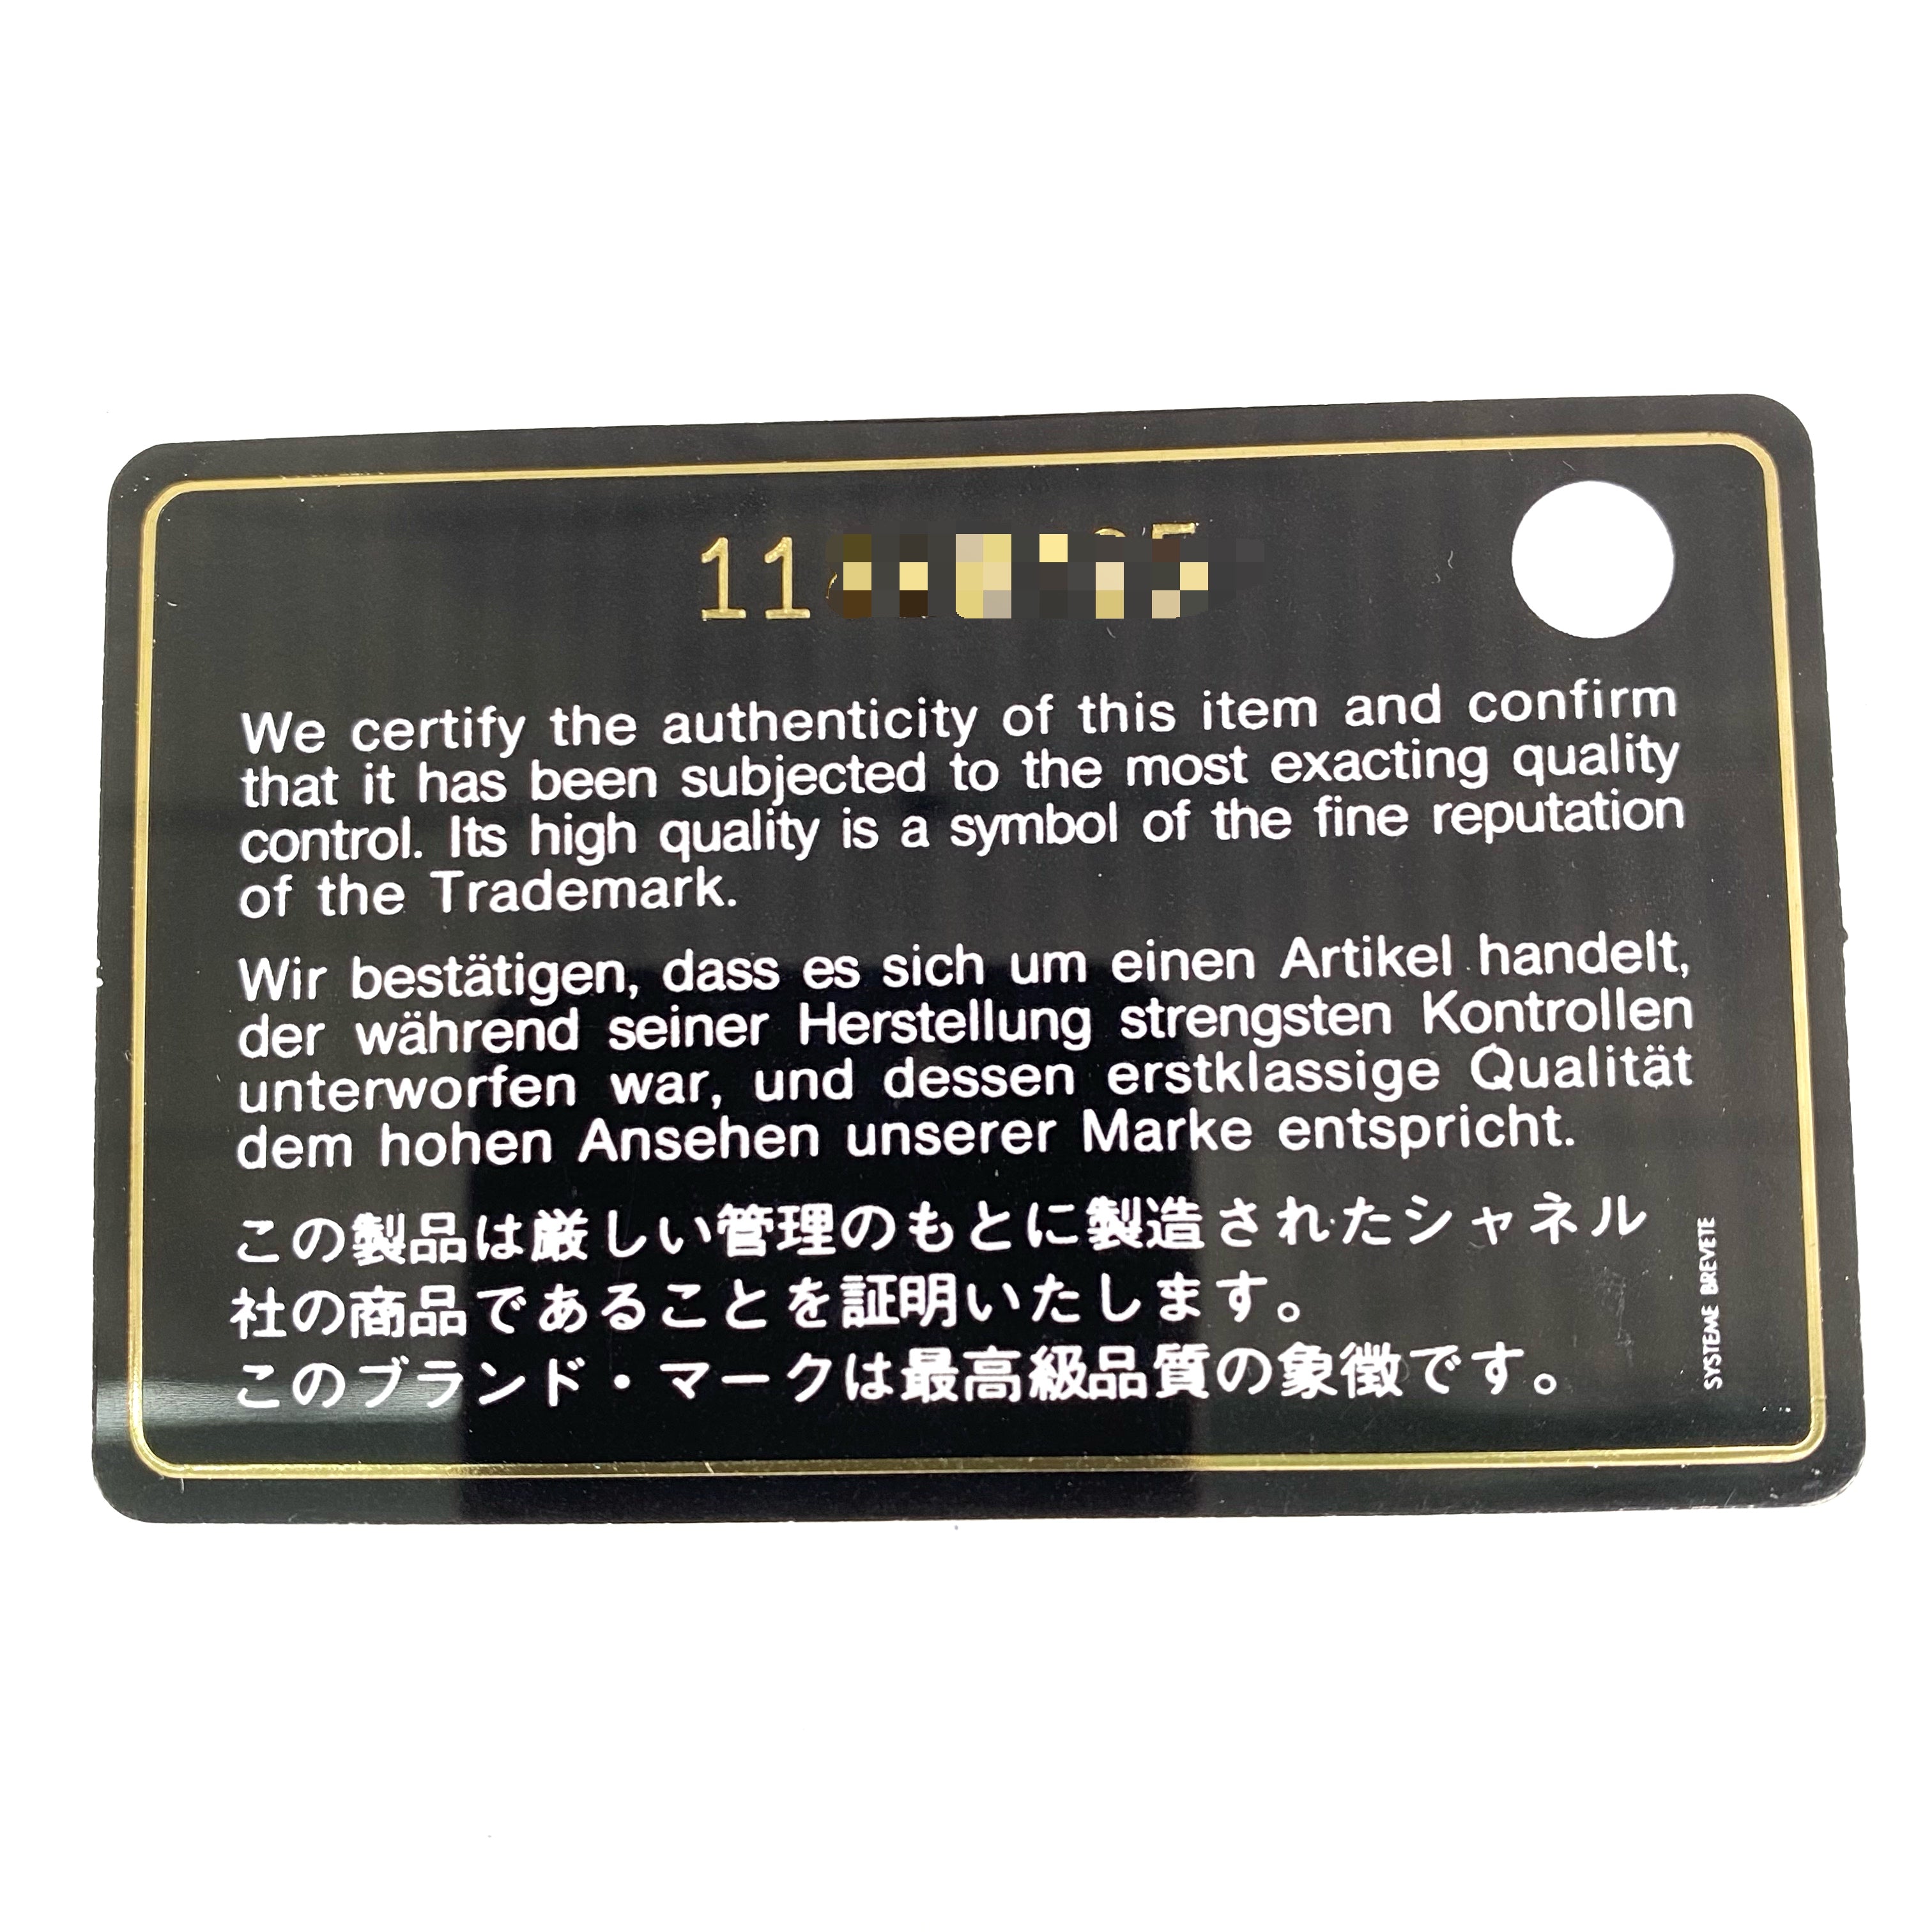 11
We certify the authenticity of this item and confirm
that it has been subjected to the most exacting quality
control. Its high quality is a symbol of the fine reputation
of the Trademark.
Wir bestätigen, dass es sich um einen Artikel handelt,
der während seiner Herstellung strengsten Kontrollen
unterworfen war, und dessen erstklassige Qualität
dem hohen Ansehen unserer Marke entspricht.
この製品は厳しい管理のもとに製造されたシャネル
社の商品であることを証明いたします。
このブランド・マークは最高級品質の象徴です。
SYSTEME BREVETE